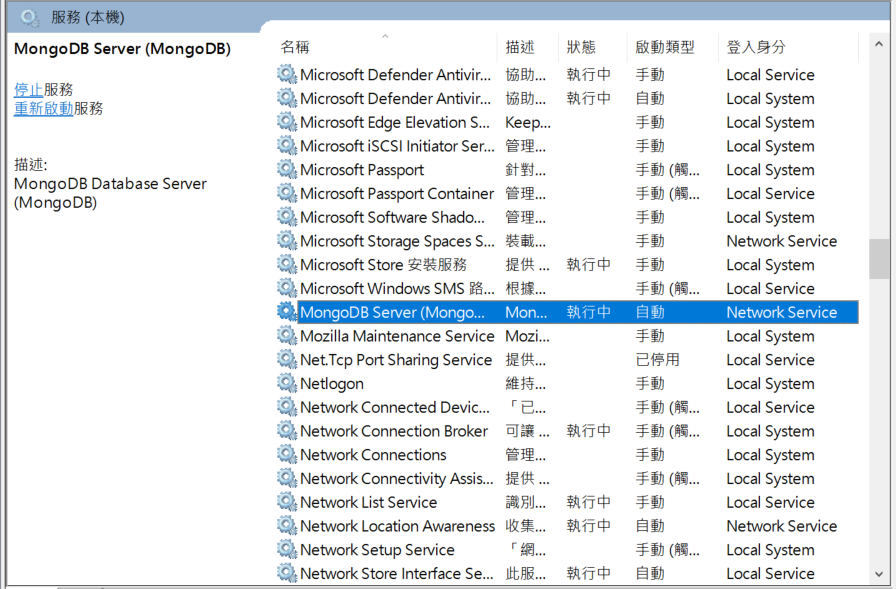 服務 (本機)
MongoDB Server (MongoDB)
停止服務
重新啟動服務
描述:
MongoDB Database Server
(MongoDB)
名稱 描述 狀態 啟動類型 登入身分
Microsoft Defender Antivir... 協助... 執行中 手動 Local Service
Microsoft Defender Antivir... 協助... 執行中 自動 Local System
Microsoft Edge Elevation S... Keep... 手動 Local System
Microsoft iSCSI Initiator Ser... 管理... 手動 Local System
Microsoft Passport 針對... 手動 (觸... Local System
Microsoft Passport Container 管理... 手動 (觸... Local Service
Microsoft Software Shado... 管理... 手動 Local System
Microsoft Storage Spaces S... 裝載... 手動 Network Service
Microsoft Store 安裝服務 提供 ... 執行中 手動 Local System
Microsoft Windows SMS 路... 根據... 手動 (觸... Local Service
MongoDB Server (Mongo... Mon... 執行中 自動 Network Service
Mozilla Maintenance Service Mozi... 手動 Local System
Net.Tcp Port Sharing Service 提供... 已停用 Local Service
Netlogon 維持... 手動 Local System
Network Connected Devic... 「已... 手動 (觸... Local Service
Network Connection Broker 可讓 ... 執行中 手動 (觸... Local System
Network Connections 管理... 手動 Local System
Network Connectivity Assis... 提供 ... 手動 (觸... Local System
Network List Service 識別... 執行中 手動 Local Service
Network Location Awareness 收集... 執行中 自動 Network Service
Network Setup Service 「網... 手動 (觸... Local System
Network Store Interface Se... 此服... 執行中 自動 Local Service